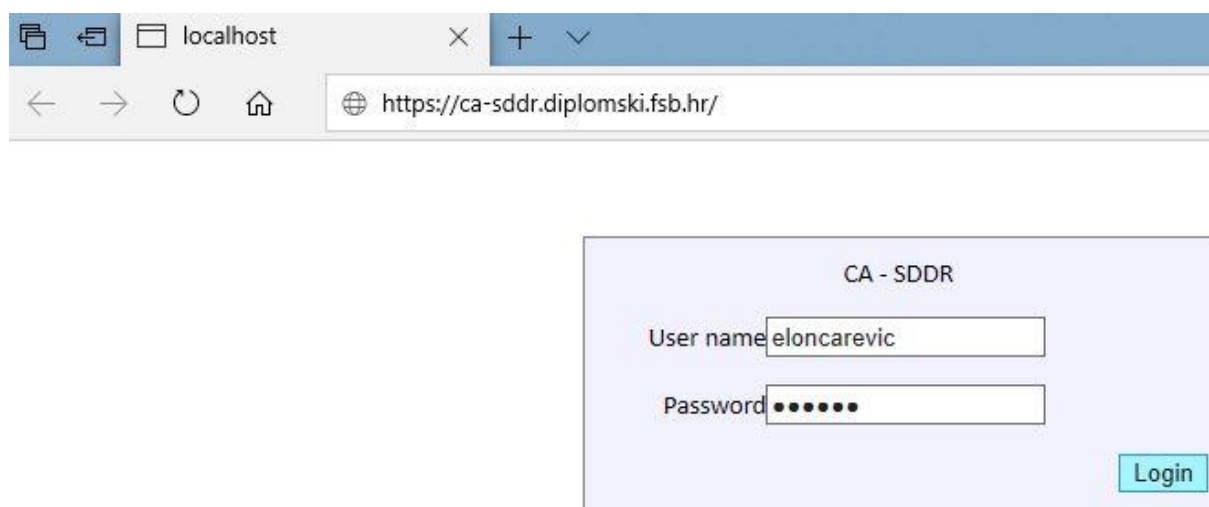 localhost
https://ca-sddr.diplomski.fsb.hr/
CA - SDDR
User name eloncarevic
Password ●●●●●●
Login